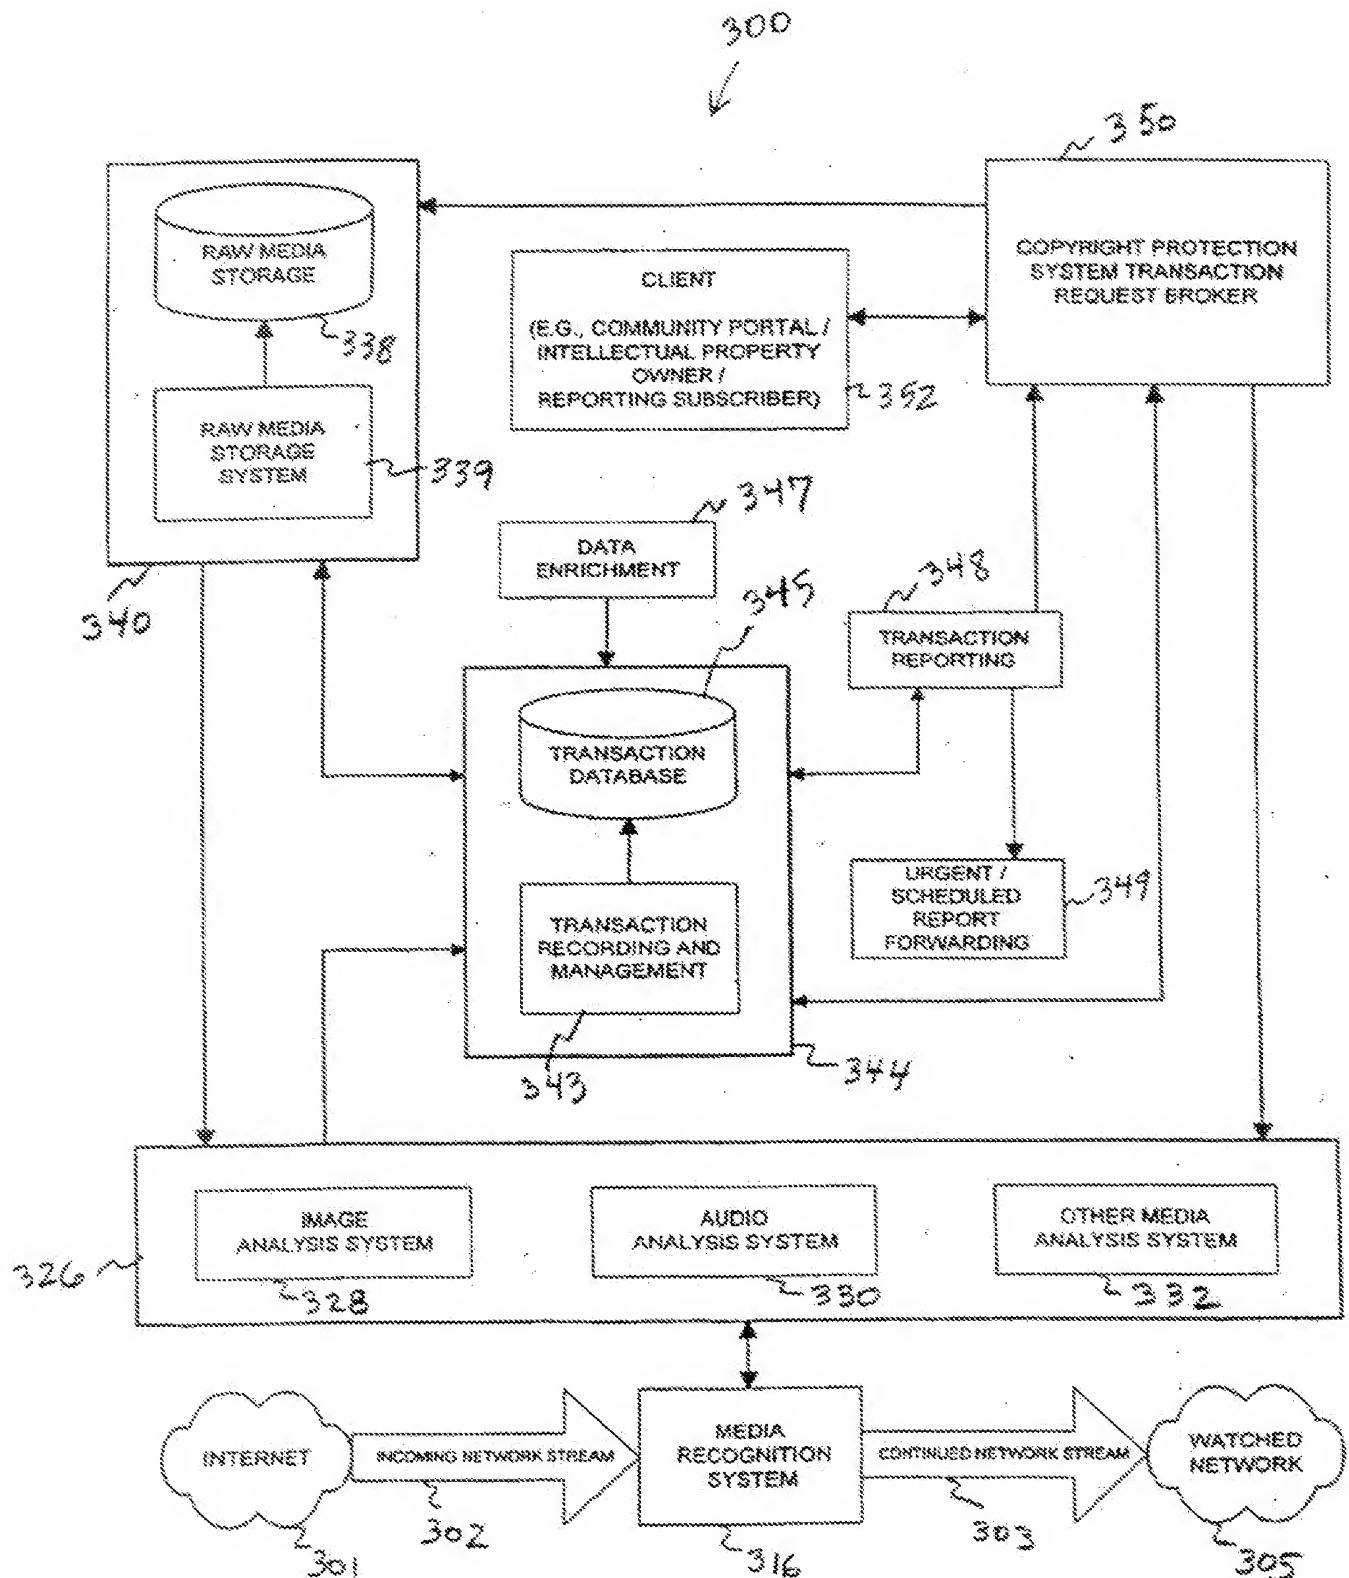 300
350
RAW MEDIA
STORAGE
338
RAW MEDIA
STORAGE
SYSTEM
339
340
CLIENT
(E.G., COMMUNITY PORTAL /
INTELLECTUAL PROPERTY
OWNER /
REPORTING SUBSCRIBER)
352
COPYRIGHT PROTECTION
SYSTEM TRANSACTION
REQUEST BROKER
347
DATA
ENRICHMENT
345
348
TRANSACTION
REPORTING
TRANSACTION
DATABASE
TRANSACTION
RECORDING AND
MANAGEMENT
343
344
URGENT /
SCHEDULED
REPORT
FORWARDING
349
326
IMAGE
ANALYSIS SYSTEM
328
AUDIO
ANALYSIS SYSTEM
330
OTHER MEDIA
ANALYSIS SYSTEM
332
INTERNET
301
INCOMING NETWORK STREAM
302
MEDIA
RECOGNITION
SYSTEM
316
CONTINUED NETWORK STREAM
303
WATCHED
NETWORK
305